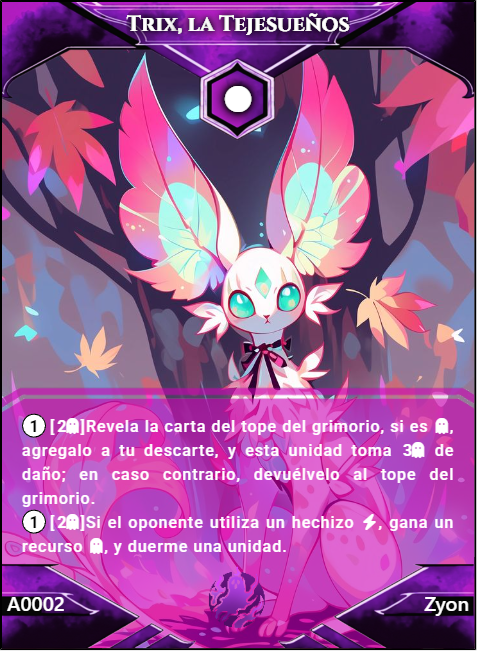 Trix, la Tejesueños
1 [2]Revela la carta del tope del grimorio, si es ,
agregalo a tu descarte, y esta unidad toma 3 de
daño; en caso contrario, devuélvelo al tope del
grimorio.
1 [2]Si el oponente utiliza un hechizo , gana un
recurso , y duerme una unidad.
A0002
Zyon